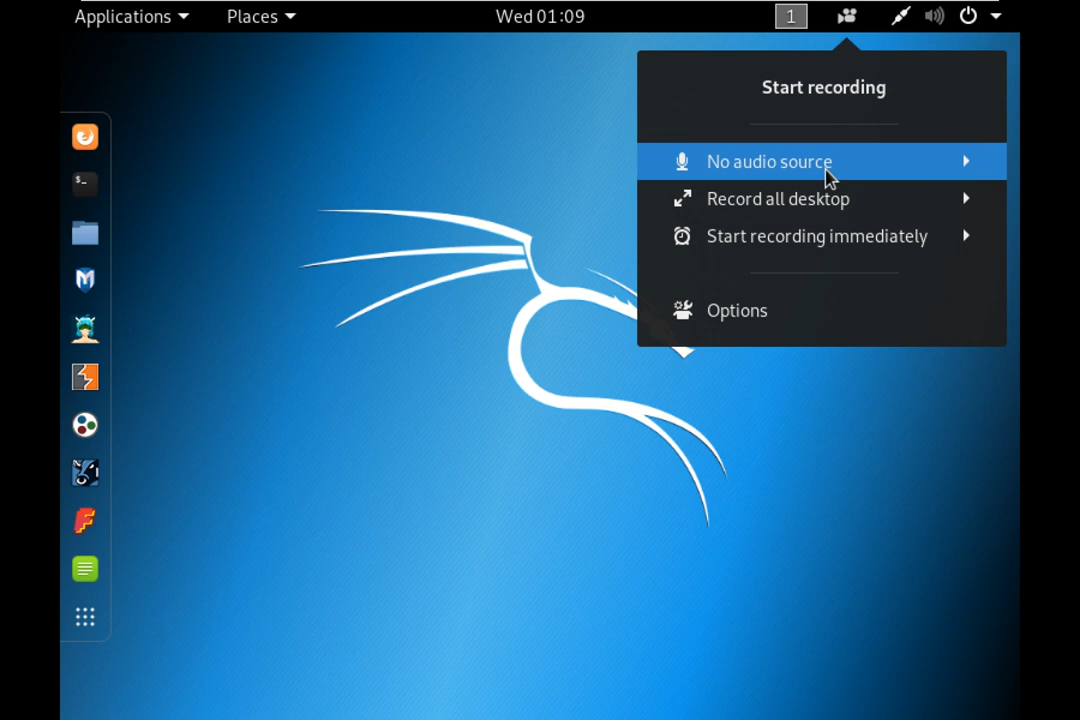 Applications Places Wed 01:09 1
Start recording
No audio source
Record all desktop
Start recording immediately
Options